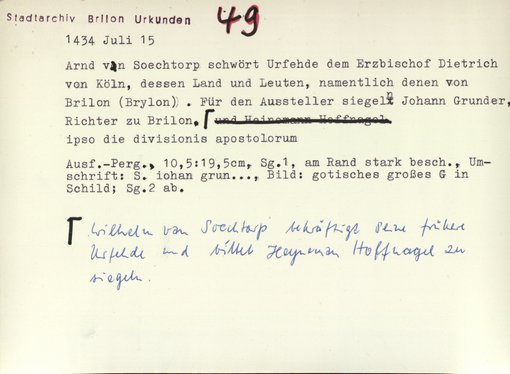 Stadtarchiv Brilon Urkunden 49
1434 Juli 15
Arnd van Soechtorp schwört Urfehde dem Erzbischof Dietrich
von Köln, dessen Land und Leuten, namentlich denen von
Brilon (Brylon) . Für den Aussteller siegeln Johann Grunder,
Richter zu Brilon. ⌈ und Heinemann Hoffnagel
ipso die divisionis apostolorum
Ausf.-Perg., 10,5:19,5cm, Sg.1, am Rand stark besch., Um-
schrift: S. iohan grun..., Bild: gotisches großes G in
Schild; Sg.2 ab.
⌈ Wilhelm van Soechtorp bekräftigt seine frühere
Urfehde und bittet Heyneman Hoffnagel zu
siegeln.